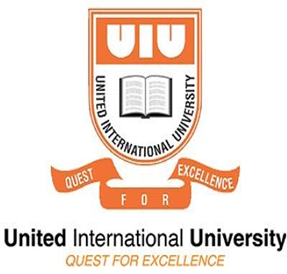 UIU
UNITED INTERNATIONAL UNIVERSITY
QUEST FOR EXCELLENCE
United International University
QUEST FOR EXCELLENCE